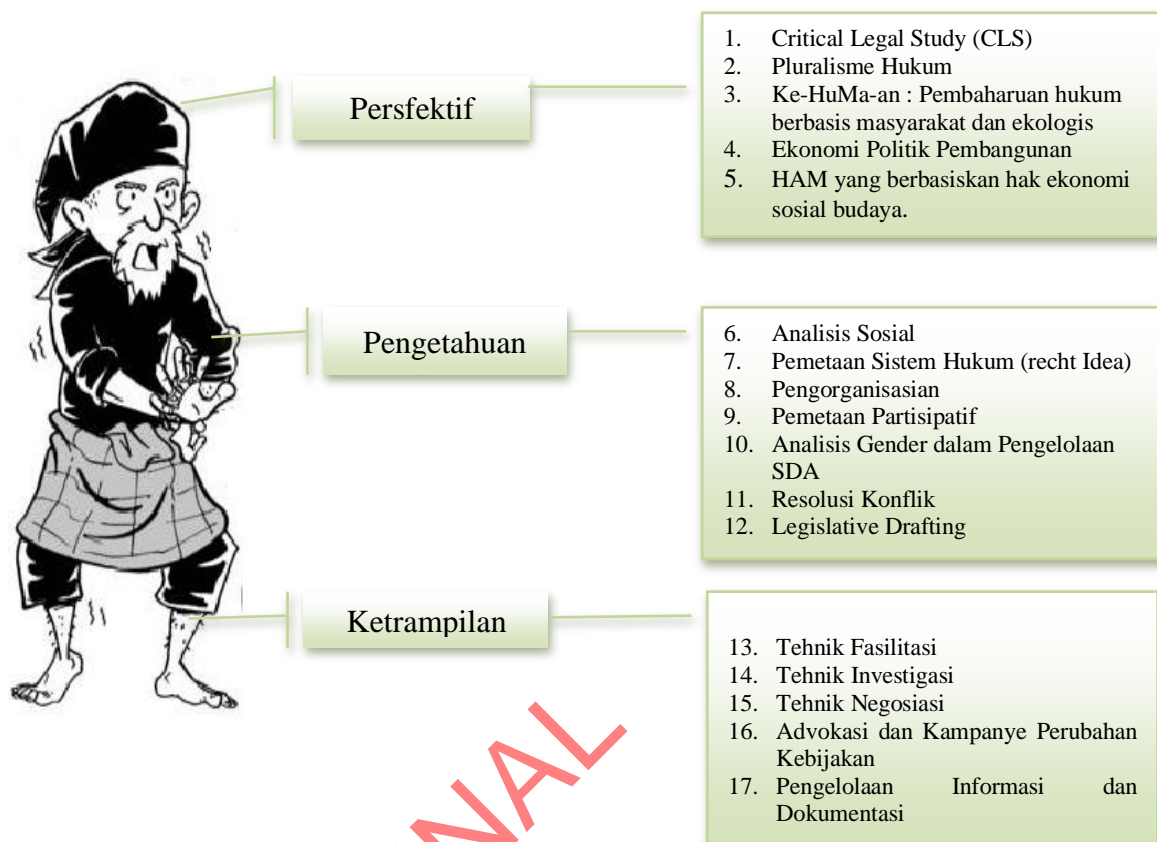 Persfektif
1. Critical Legal Study (CLS)
2. Pluralisme Hukum
3. Ke-HuMa-an : Pembaharuan hukum
berbasis masyarakat dan ekologis
4. Ekonomi Politik Pembangunan
5. HAM yang berbasiskan hak ekonomi
sosial budaya.
Pengetahuan
6. Analisis Sosial
7. Pemetaan Sistem Hukum (recht Idea)
8. Pengorganisasian
9. Pemetaan Partisipatif
10. Analisis Gender dalam Pengelolaan
SDA
11. Resolusi Konflik
12. Legislative Drafting
Ketrampilan
13. Tehnik Fasilitasi
14. Tehnik Investigasi
15. Tehnik Negosiasi
16. Advokasi dan Kampanye Perubahan
Kebijakan
17. Pengelolaan Informasi dan
Dokumentasi
NAL